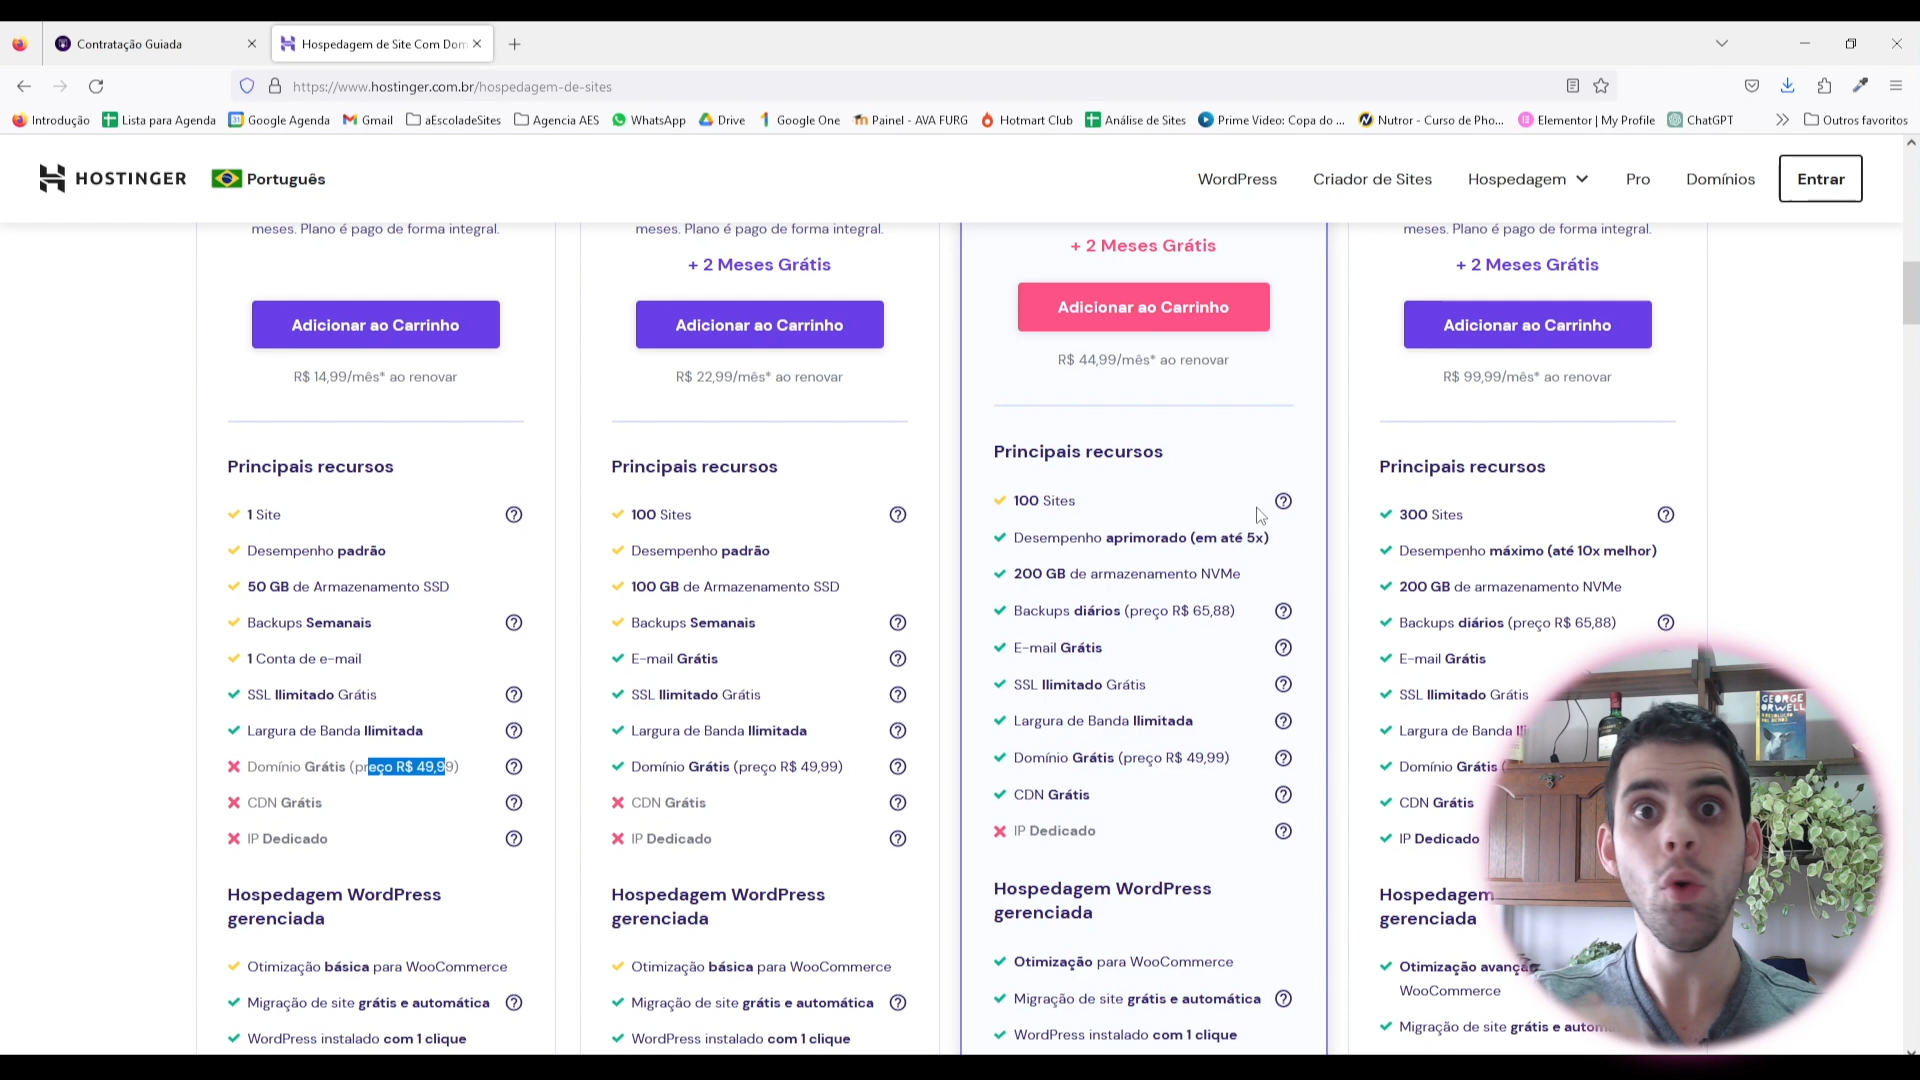 Contratação Guiada
Hospedagem de Site Com Dom
https://www.hostinger.com.br/hospedagem-de-sites
Introdução
Lista para Agenda
Google Agenda
Gmail
aEscoladeSites
Agencia AES
WhatsApp
Drive
Google One
Painel - AVA FURG
Hotmart Club
Análise de Sites
Prime Video: Copa do ...
Nutror - Curso de Pho...
Elementor | My Profile
ChatGPT
Outros favoritos
HOSTINGER
Português
WordPress
Criador de Sites
Hospedagem
Pro
Domínios
Entrar
meses. Plano é pago de forma integral.
Adicionar ao Carrinho
R$ 14,99/mês* ao renovar
Principais recursos
1 Site
Desempenho padrão
50 GB de Armazenamento SSD
Backups Semanais
1 Conta de e-mail
SSL Ilimitado Grátis
Largura de Banda Ilimitada
Domínio Grátis (preço R$ 49,99)
CDN Grátis
IP Dedicado
Hospedagem WordPress
gerenciada
Otimização básica para WooCommerce
Migração de site grátis e automática
WordPress instalado com 1 clique
meses. Plano é pago de forma integral.
+ 2 Meses Grátis
Adicionar ao Carrinho
R$ 22,99/mês* ao renovar
Principais recursos
100 Sites
Desempenho padrão
100 GB de Armazenamento SSD
Backups Semanais
E-mail Grátis
SSL Ilimitado Grátis
Largura de Banda Ilimitada
Domínio Grátis (preço R$ 49,99)
CDN Grátis
IP Dedicado
Hospedagem WordPress
gerenciada
Otimização básica para WooCommerce
Migração de site grátis e automática
WordPress instalado com 1 clique
+ 2 Meses Grátis
Adicionar ao Carrinho
R$ 44,99/mês* ao renovar
Principais recursos
100 Sites
Desempenho aprimorado (em até 5x)
200 GB de armazenamento NVMe
Backups diários (preço R$ 65,88)
E-mail Grátis
SSL Ilimitado Grátis
Largura de Banda Ilimitada
Domínio Grátis (preço R$ 49,99)
CDN Grátis
IP Dedicado
Hospedagem WordPress
gerenciada
Otimização para WooCommerce
Migração de site grátis e automática
WordPress instalado com 1 clique
meses. Plano é pago de forma integral.
+ 2 Meses Grátis
Adicionar ao Carrinho
R$ 99,99/mês* ao renovar
Principais recursos
300 Sites
Desempenho máximo (até 10x melhor)
200 GB de armazenamento NVMe
Backups diários (preço R$ 65,88)
E-mail Grátis
SSL Ilimitado Grátis
Largura de Banda
Domínio Grátis
CDN Grátis
IP Dedicado
Hospedagem
gerenciada
Otimização
WooCommerce
Migração de site grátis e
GEORGE
ORWELL